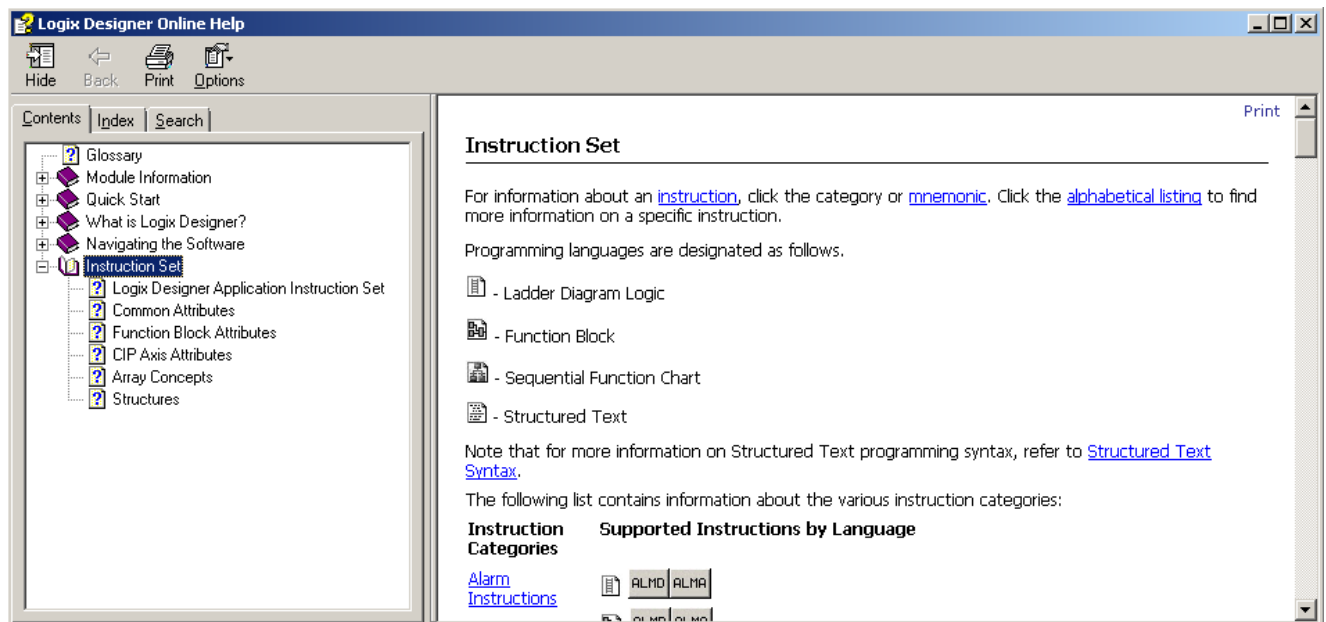 Logix Designer Online Help
Hide Back Print Options
Contents Index Search
Glossary
Module Information
Quick Start
What is Logix Designer?
Navigating the Software
Instruction Set
Logix Designer Application Instruction Set
Common Attributes
Function Block Attributes
CIP Axis Attributes
Array Concepts
Structures
Print
Instruction Set
For information about an instruction, click the category or mnemonic. Click the alphabetical listing to find
more information on a specific instruction.
Programming languages are designated as follows.
- Ladder Diagram Logic
- Function Block
- Sequential Function Chart
- Structured Text
Note that for more information on Structured Text programming syntax, refer to Structured Text
Syntax.
The following list contains information about the various instruction categories:
Instruction Supported Instructions by Language
Categories
Alarm ALMD ALMA
Instructions
ALMD ALMA